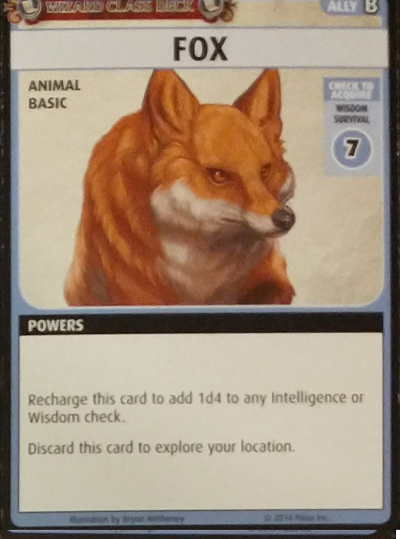 WIZARD CLASS DECK
ALLY B
FOX
ANIMAL
BASIC
CHECK TO
ACQUIRE
WISDOM
SURVIVAL
7
POWERS
Recharge this card to add 1d4 to any Intelligence or
Wisdom check.
Discard this card to explore your location.
Illustration by Brynn Metheney
© 2014 Paizo Inc.